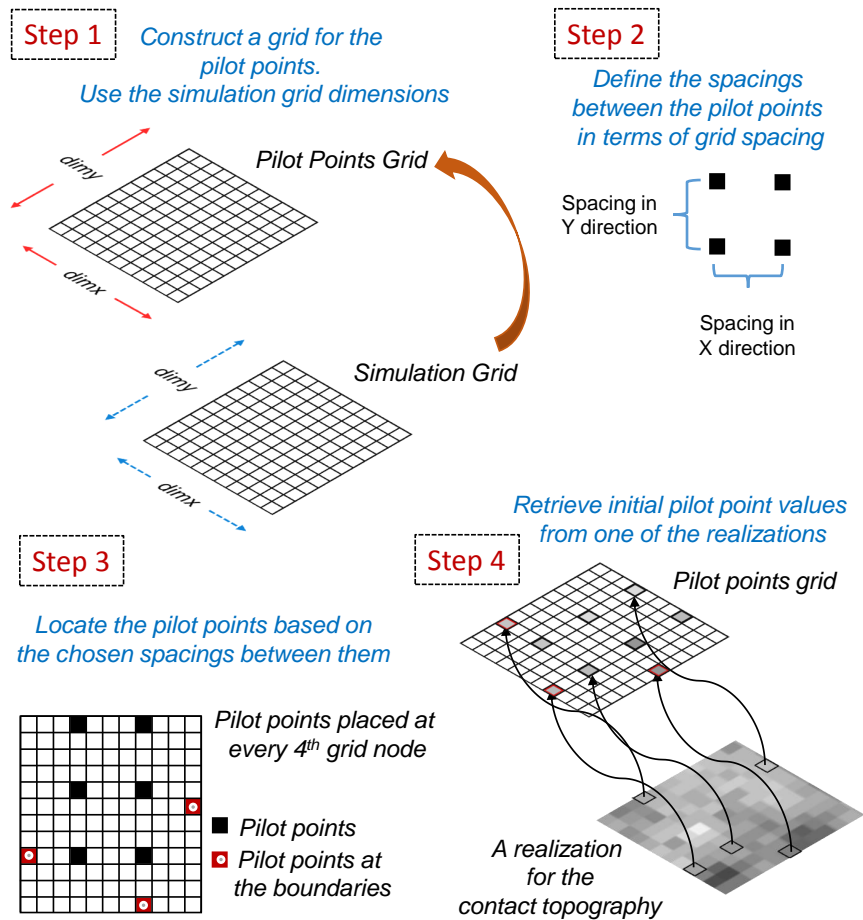 Step 1
Construct a grid for the
pilot points.
Use the simulation grid dimensions
dimy
Pilot Points Grid
dimx
dimy
Simulation Grid
dimx
Step 2
Define the spacings
between the pilot points
in terms of grid spacing
Spacing in
Y direction
Spacing in
X direction
Step 3
Locate the pilot points based on
the chosen spacings between them
Pilot points placed at
every 4th grid node
Pilot points
Pilot points at
the boundaries
Retrieve initial pilot point values
from one of the realizations
Step 4
Pilot points grid
A realization
for the
contact topography